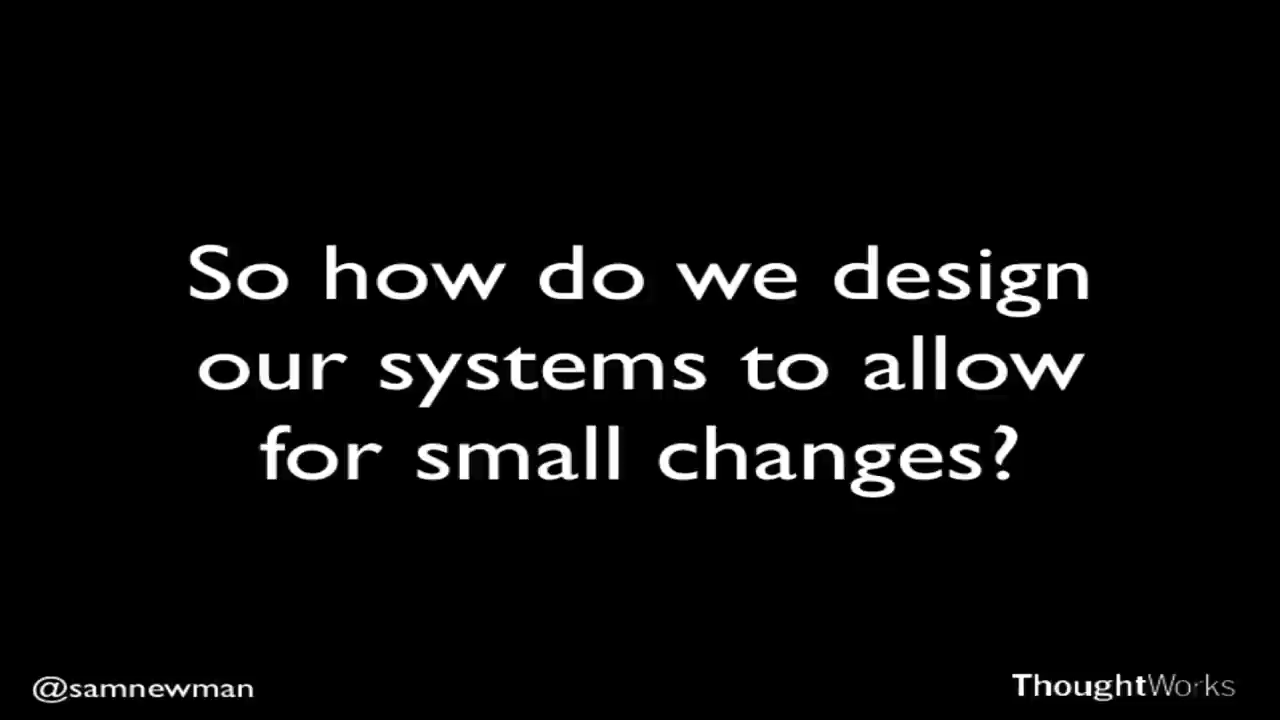 So how do we design
our systems to allow
for small changes?
@samnewman
ThoughtWorks